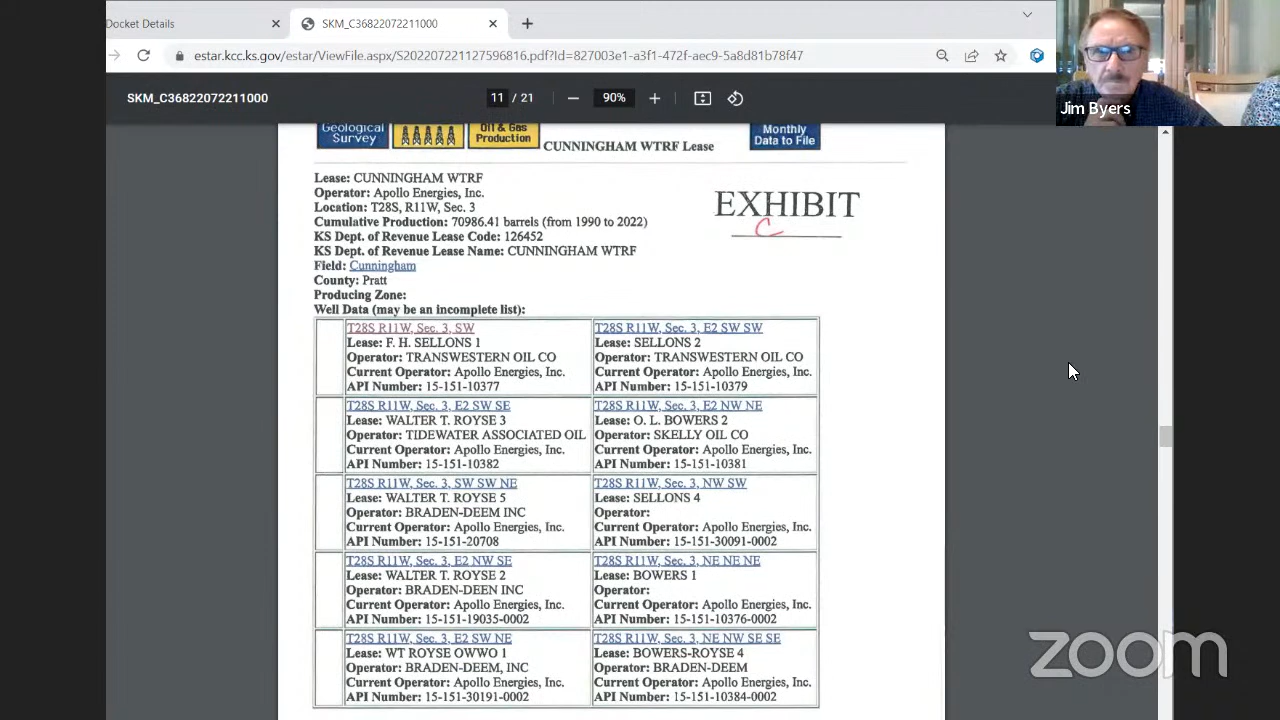 Docket Details
SKM_C36822072211000
estar.kcc.ks.gov/estar/ViewFile.aspx/S202207221127596816.pdf?Id=827003e1-a3f1-472f-aec9-5a8d81b78f47
SKM_C36822072211000
11 / 21
90%
Jim Byers
Geological
Survey
Oil & Gas
Production
CUNNINGHAM WTRF Lease
Monthly
Data to File
Lease: CUNNINGHAM WTRF
Operator: Apollo Energies, Inc.
Location: T28S, R11W, Sec. 3
Cumulative Production: 70986.41 barrels (from 1990 to 2022)
KS Dept. of Revenue Lease Code: 126452
KS Dept. of Revenue Lease Name: CUNNINGHAM WTRF
Field: Cunningham
County: Pratt
Producing Zone:
Well Data (may be an incomplete list):
EXHIBIT
C
T28S R11W, Sec. 3, SW
Lease: F. H. SELLONS 1
Operator: TRANSWESTERN OIL CO
Current Operator: Apollo Energies, Inc.
API Number: 15-151-10377
T28S R11W, Sec. 3, E2 SW SW
Lease: SELLONS 2
Operator: TRANSWESTERN OIL CO
Current Operator: Apollo Energies, Inc.
API Number: 15-151-10379
T28S R11W, Sec. 3, E2 SW SE
Lease: WALTER T. ROYSE 3
Operator: TIDEWATER ASSOCIATED OIL
Current Operator: Apollo Energies, Inc.
API Number: 15-151-10382
T28S R11W, Sec. 3, E2 NW NE
Lease: O. L. BOWERS 2
Operator: SKELLY OIL CO
Current Operator: Apollo Energies, Inc.
API Number: 15-151-10381
T28S R11W, Sec. 3, SW SW NE
Lease: WALTER T. ROYSE 5
Operator: BRADEN-DEEM INC
Current Operator: Apollo Energies, Inc.
API Number: 15-151-20708
T28S R11W, Sec. 3, NW SW
Lease: SELLONS 4
Operator:
Current Operator: Apollo Energies, Inc.
API Number: 15-151-30091-0002
T28S R11W, Sec. 3, E2 NW SE
Lease: WALTER T. ROYSE 2
Operator: BRADEN-DEEN INC
Current Operator: Apollo Energies, Inc.
API Number: 15-151-19035-0002
T28S R11W, Sec. 3, NE NE NE
Lease: BOWERS 1
Operator:
Current Operator: Apollo Energies, Inc.
API Number: 15-151-10376-0002
T28S R11W, Sec. 3, E2 SW NE
Lease: WT ROYSE OWWO 1
Operator: BRADEN-DEEM, INC
Current Operator: Apollo Energies, Inc.
API Number: 15-151-30191-0002
T28S R11W, Sec. 3, NE NW SE SE
Lease: BOWERS-ROYSE 4
Operator: BRADEN-DEEM
Current Operator: Apollo Energies, Inc.
API Number: 15-151-10384-0002
zoom